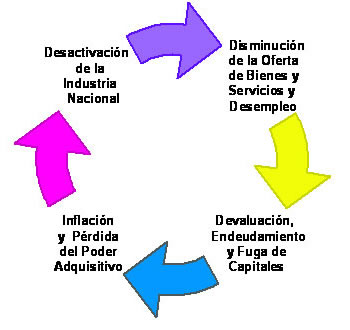 Desactivación
de la
Industria
Nacional
Disminución
de la Oferta
de Bienes y
Servicios y
Desempleo
Devaluación,
Endeudamiento
y Fuga de
Capitales
Inflación
y Pérdida
del Poder
Adquisitivo